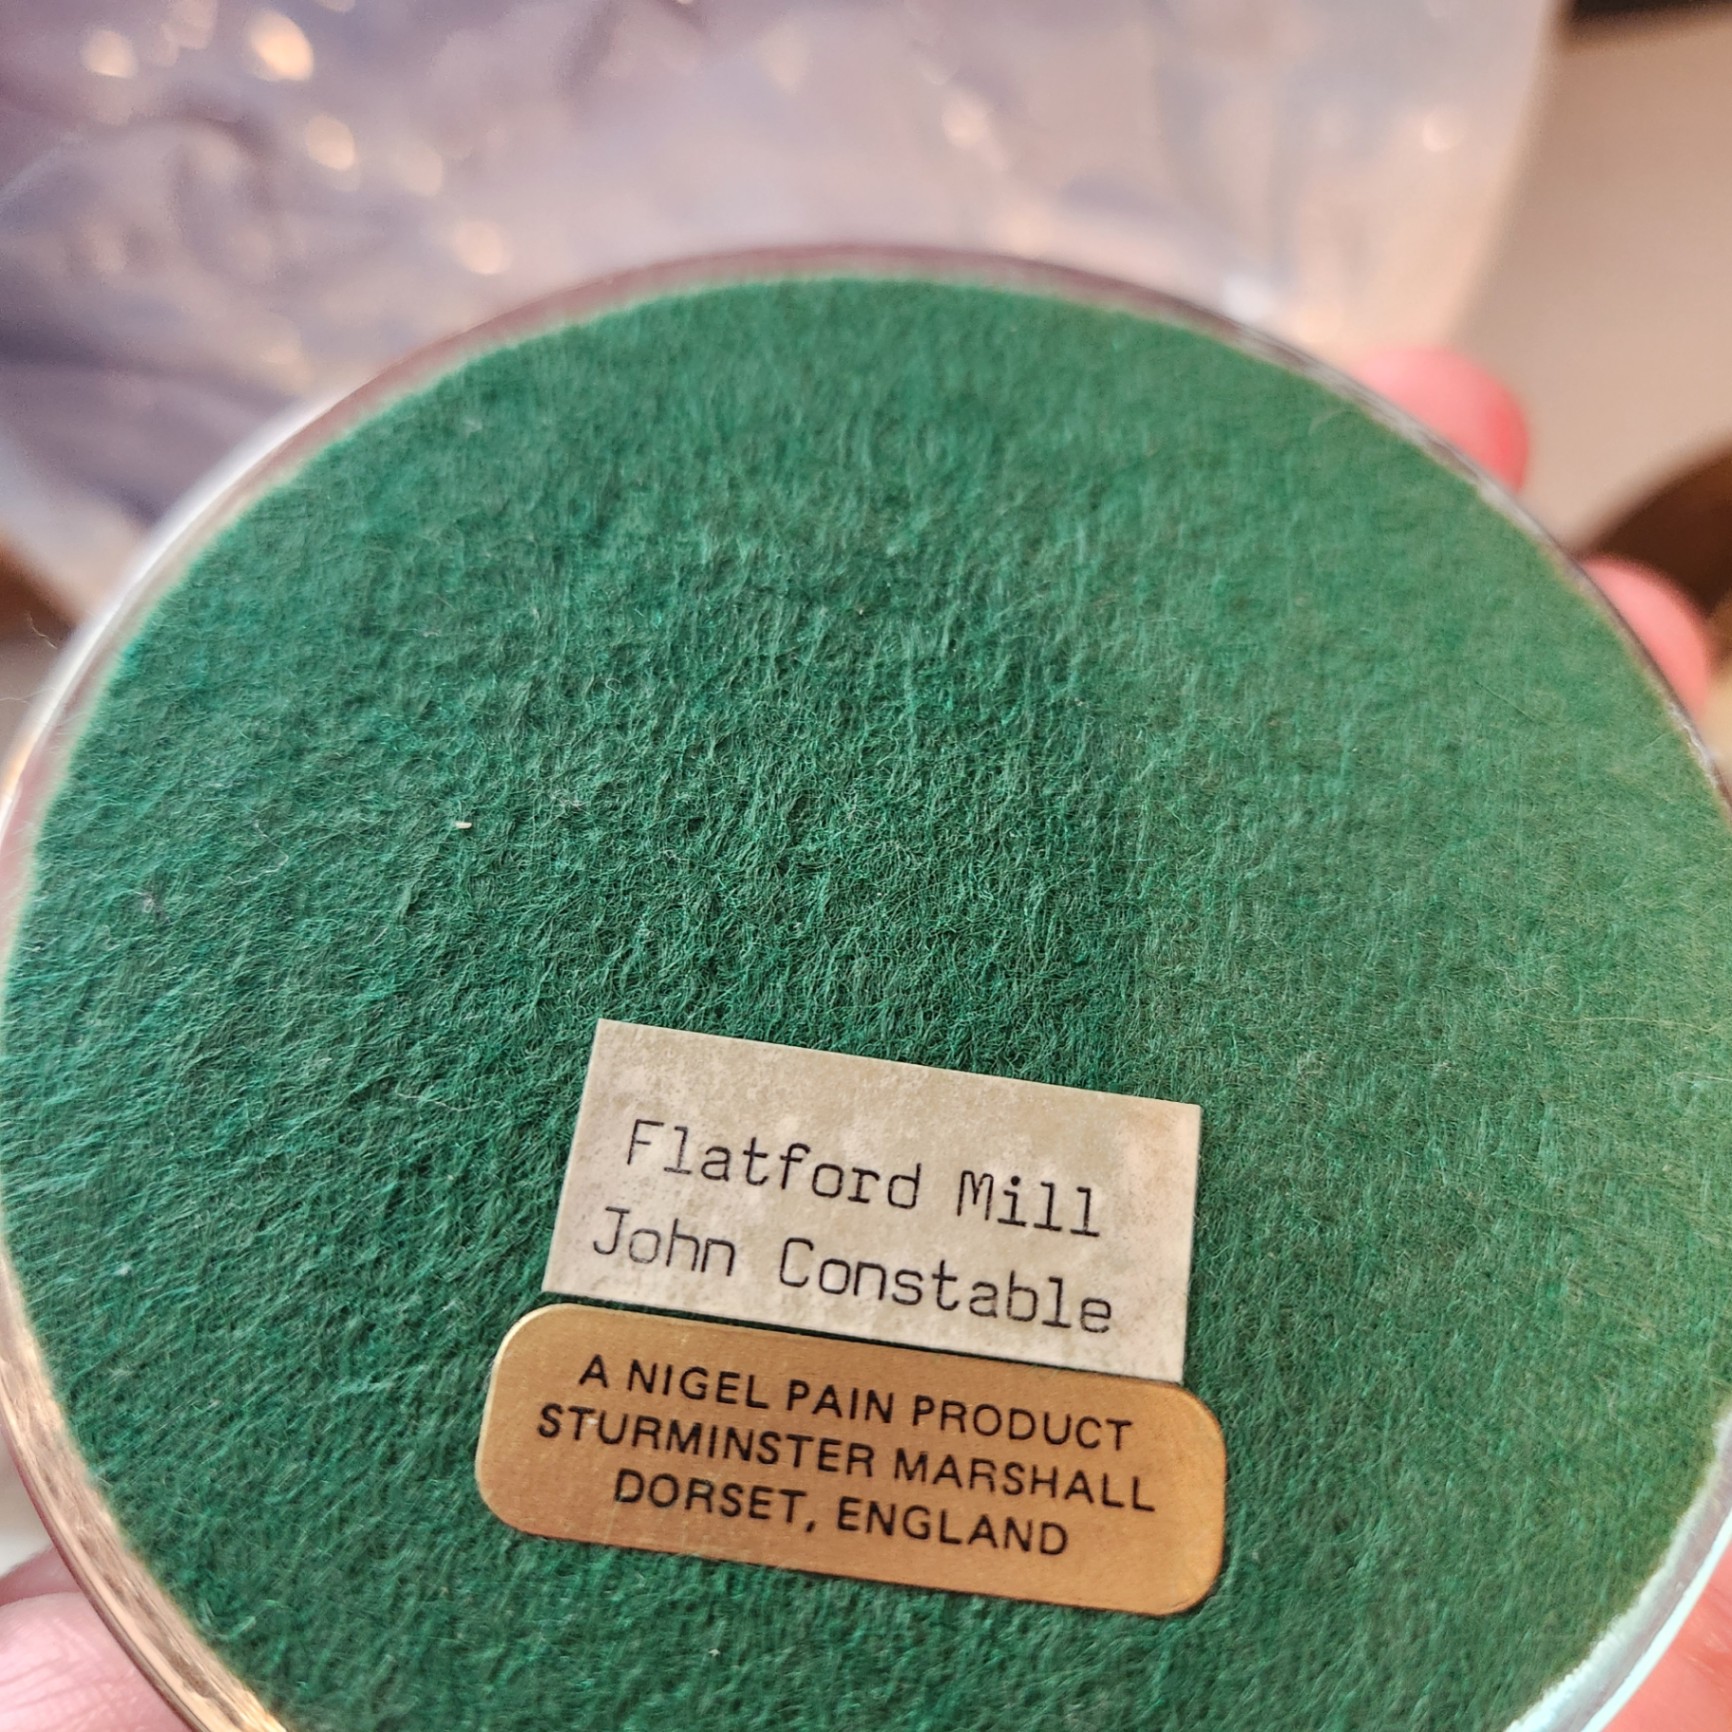 Flatford Mill
John Constable
A NIGEL PAIN PRODUCT
STURMINSTER MARSHALL
DORSET, ENGLAND